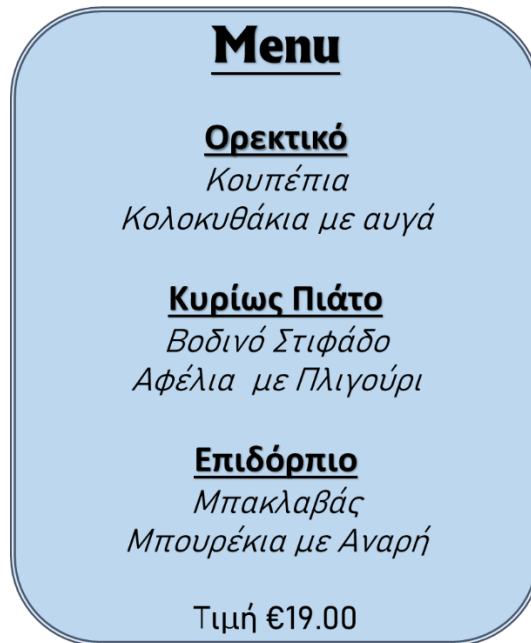 Menu
Ορεκτικό
Κουπέπια
Κολοκυθάκια με αυγά
Κυρίως Πιάτο
Βοδινό Στιφάδο
Αφέλια με Πλιγούρι
Επιδόρπιο
Μπακλαβάς
Μπουρέκια με Αναρή
Τιμή €19.00